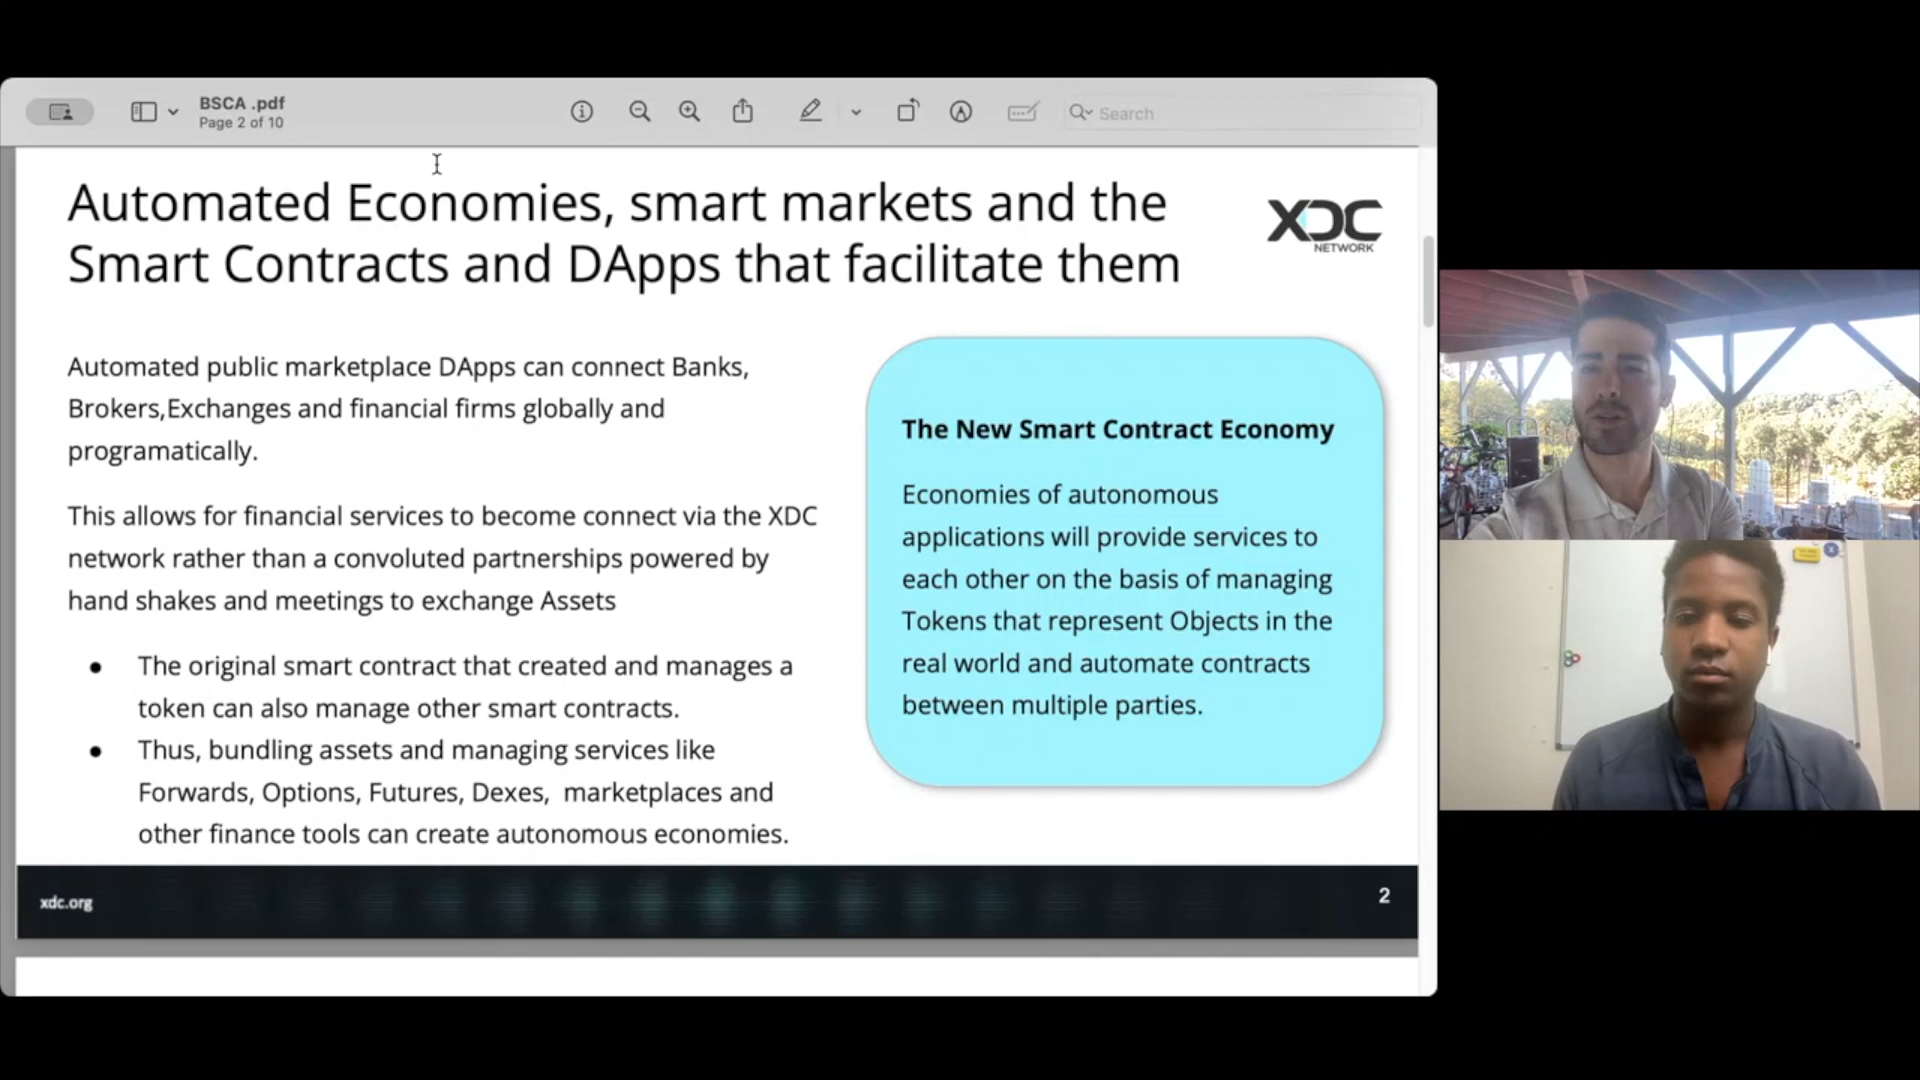 BSCA .pdf
Page 2 of 10
Search
Automated Economies, smart markets and the
Smart Contracts and DApps that facilitate them
XDC
NETWORK
Automated public marketplace DApps can connect Banks,
Brokers,Exchanges and financial firms globally and
programatically.
This allows for financial services to become connect via the XDC
network rather than a convoluted partnerships powered by
hand shakes and meetings to exchange Assets
● The original smart contract that created and manages a
token can also manage other smart contracts.
● Thus, bundling assets and managing services like
Forwards, Options, Futures, Dexes, marketplaces and
other finance tools can create autonomous economies.
The New Smart Contract Economy
Economies of autonomous
applications will provide services to
each other on the basis of managing
Tokens that represent Objects in the
real world and automate contracts
between multiple parties.
xdc.org
2